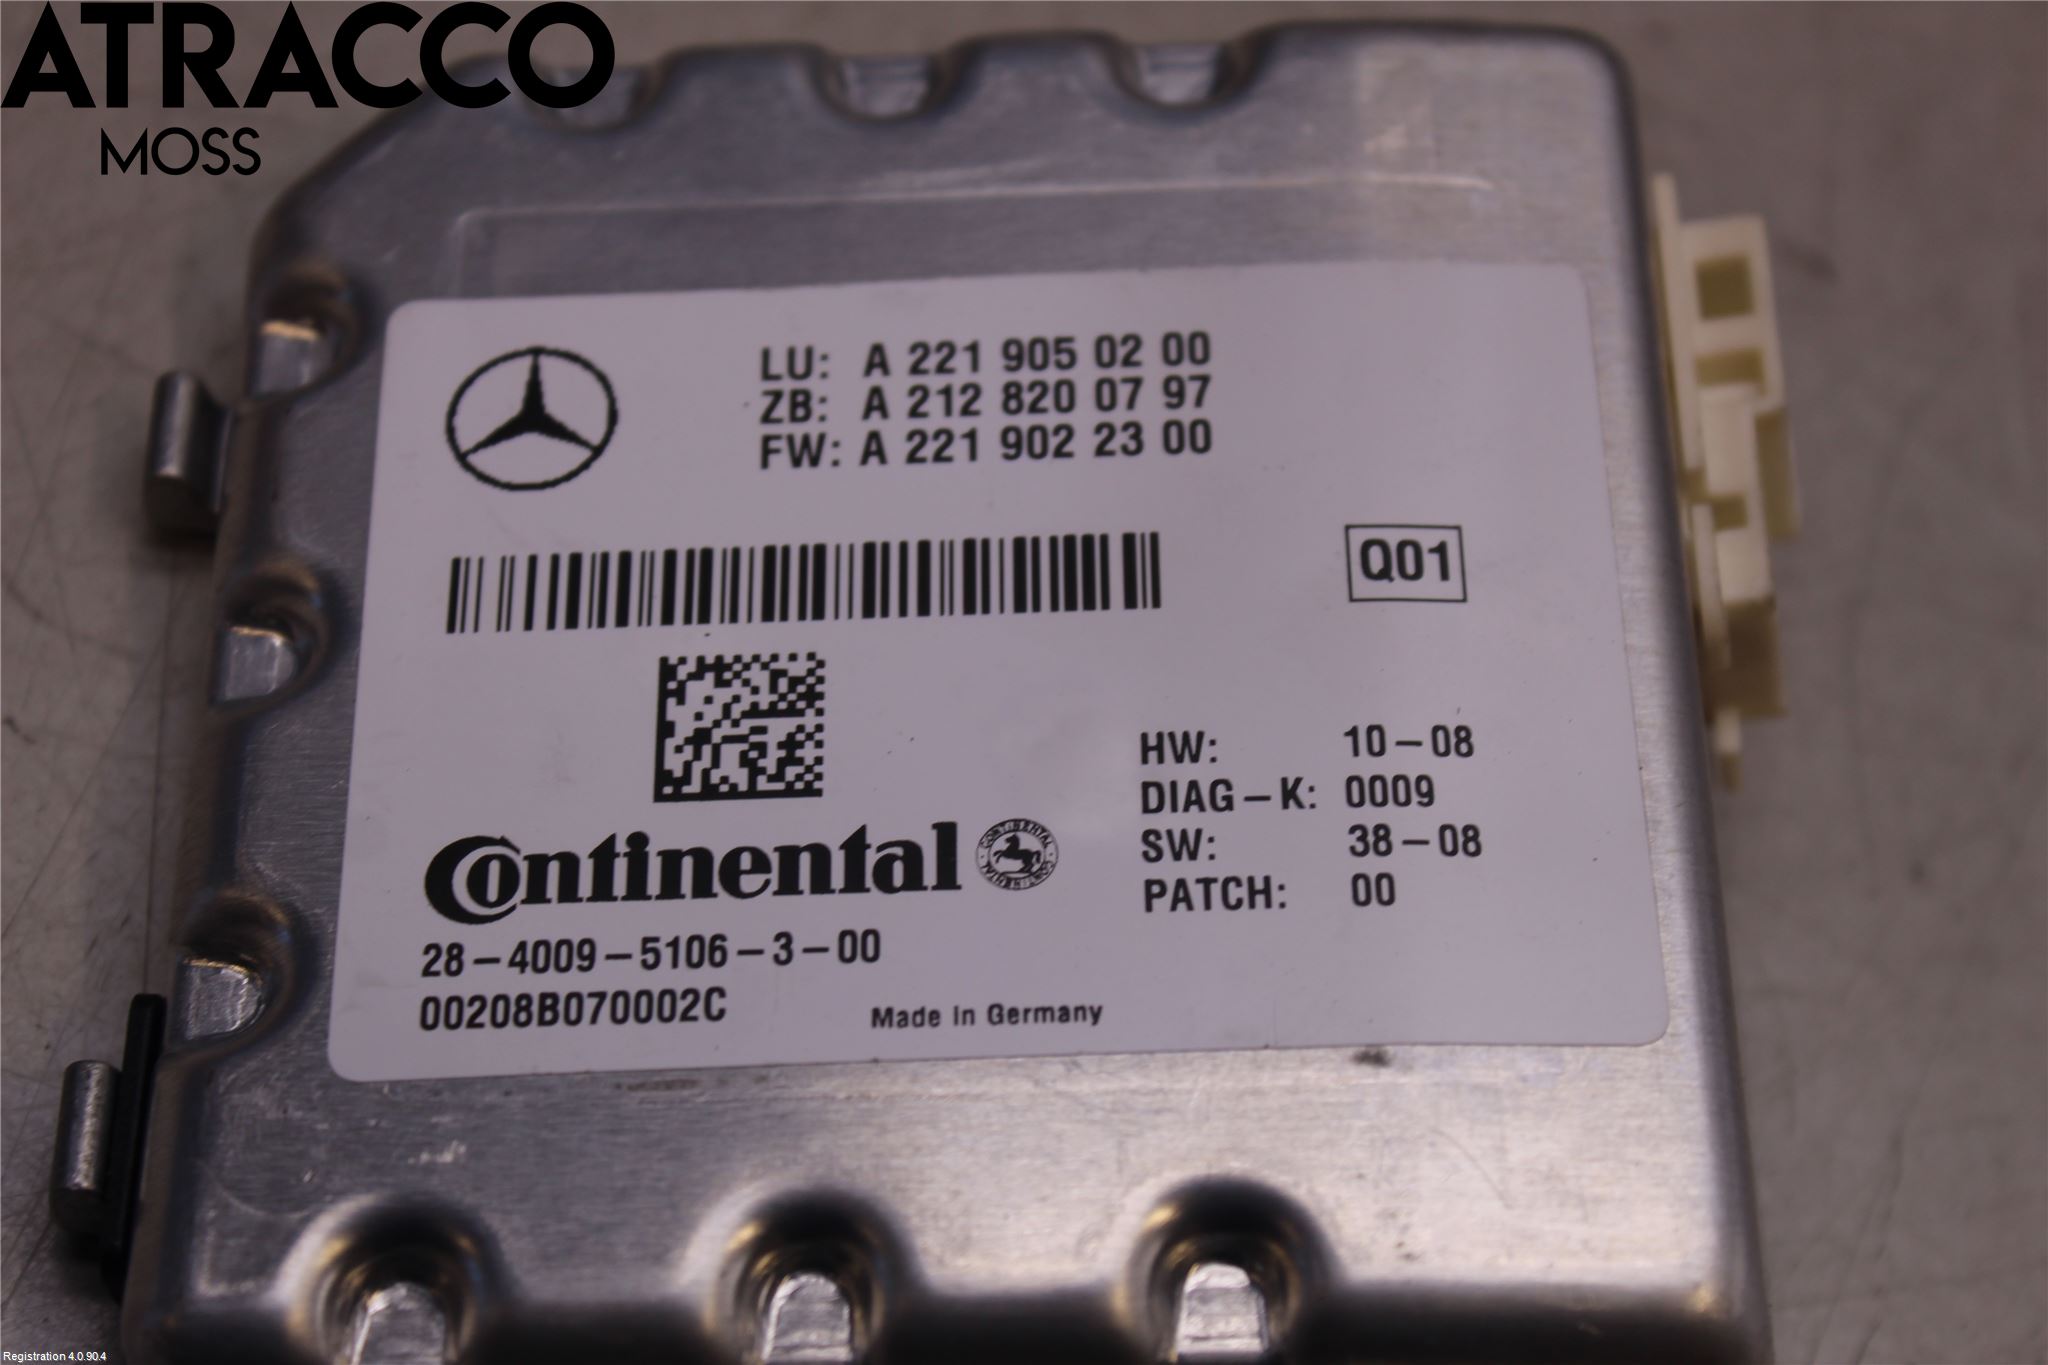 ATRACCO
MOSS
LU: A 221 905 02 00
ZB: A 212 820 07 97
FW: A 221 902 23 00
Q01
HW: 10-08
DIAG-K: 0009
SW: 38-08
PATCH: 00
Continental
CONTINENTAL CONTINENTAL
28-4009-5106-3-00
00208B070002C
Made In Germany
Registration 4.0.90.4